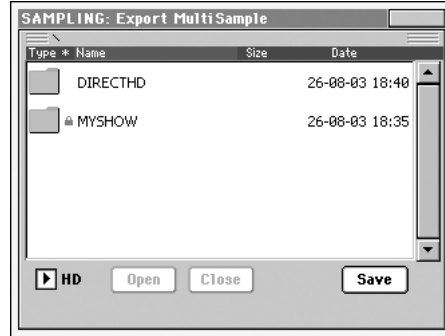 SAMPLING: Export MultiSample
Type * Name Size Date
DIRECTHD 26-08-03 18:40
MYSHOW 26-08-03 18:35
HD Open Close Save